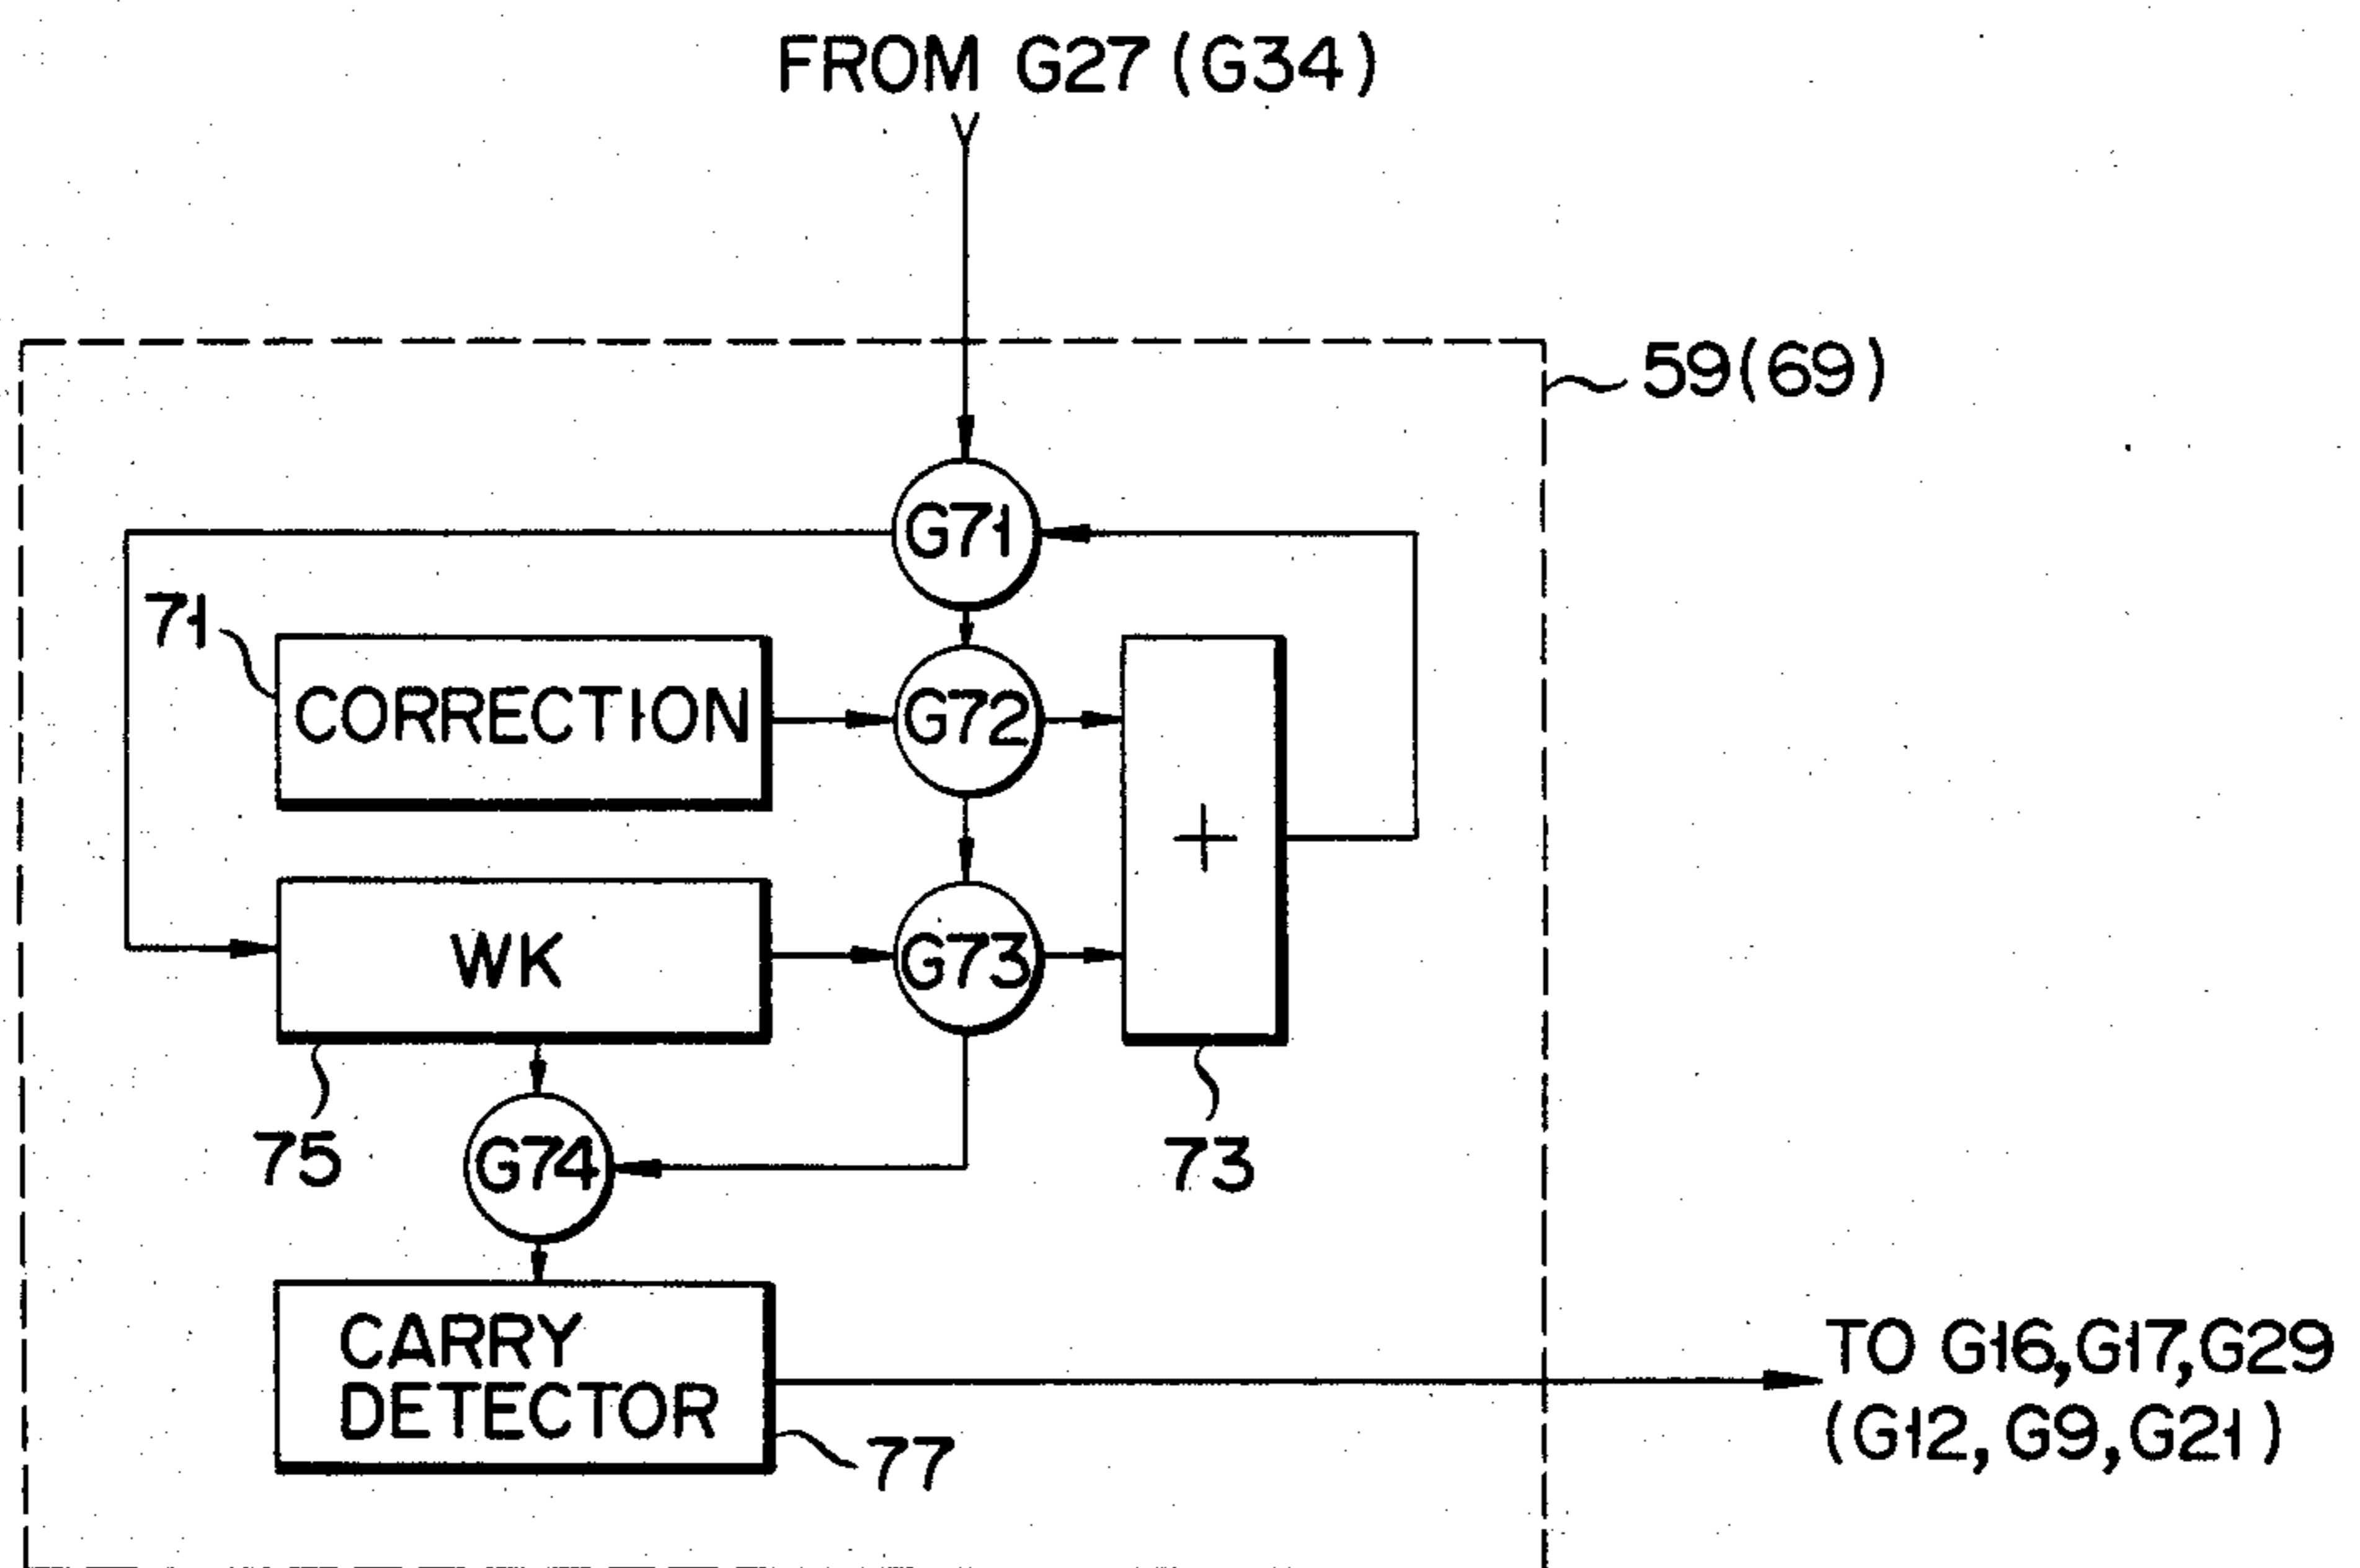 FROM G27 (G34)
59(69)
G71
71
CORRECTION
G72
+
WK
G73
75
G74
73
CARRY
DETECTOR
77
TO G16,G17,G29
(G12, G9,G21)